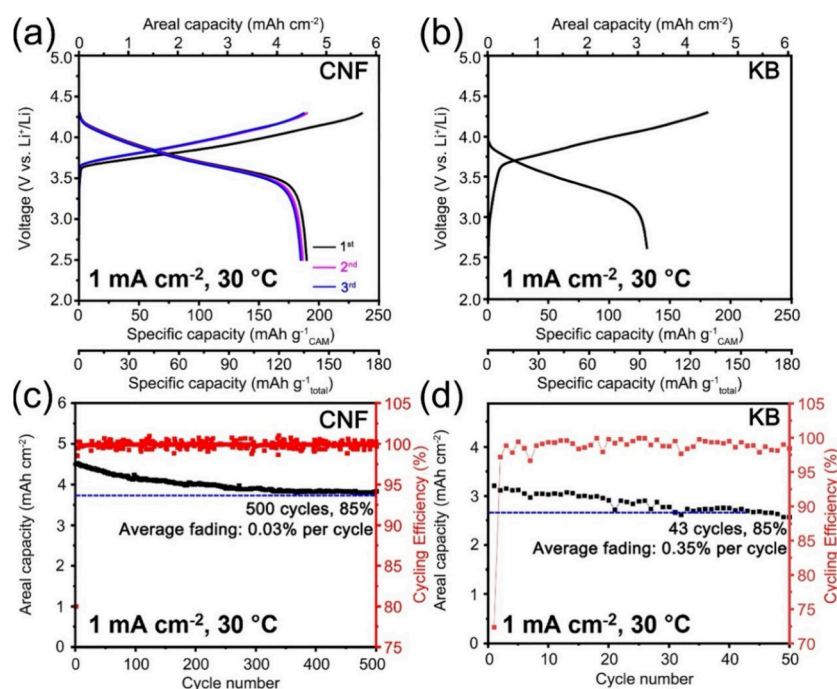 (a)
Areal capacity (mAh cm⁻²)
0 1 2 3 4 5 6
CNF
Voltage (V vs. Li⁺/Li)
5.0
4.5
4.0
3.5
3.0
2.5
2.0
1st
2nd
3rd
1 mA cm⁻², 30 °C
0 50 100 150 200 250
Specific capacity (mAh g⁻¹CAM)
0 30 60 90 120 150 180
Specific capacity (mAh g⁻¹total)
(b)
Areal capacity (mAh cm⁻²)
0 1 2 3 4 5 6
KB
Voltage (V vs. Li⁺/Li)
5.0
4.5
4.0
3.5
3.0
2.5
2.0
1 mA cm⁻², 30 °C
0 50 100 150 200 250
Specific capacity (mAh g⁻¹CAM)
0 30 60 90 120 150 180
Specific capacity (mAh g⁻¹total)
(c)
CNF
Areal capacity (mAh cm⁻²)
6
5
4
3
2
1
0
105
100
95
90
85
80
75
Cycling Efficiency (%)
500 cycles, 85%
Average fading: 0.03% per cycle
1 mA cm⁻², 30 °C
0 100 200 300 400 500
Cycle number
(d)
KB
Areal capacity (mAh cm⁻²)
4
3
2
1
0
105
100
95
90
85
80
75
70
Cycling Efficiency (%)
43 cycles, 85%
Average fading: 0.35% per cycle
1 mA cm⁻², 30 °C
0 10 20 30 40 50
Cycle number